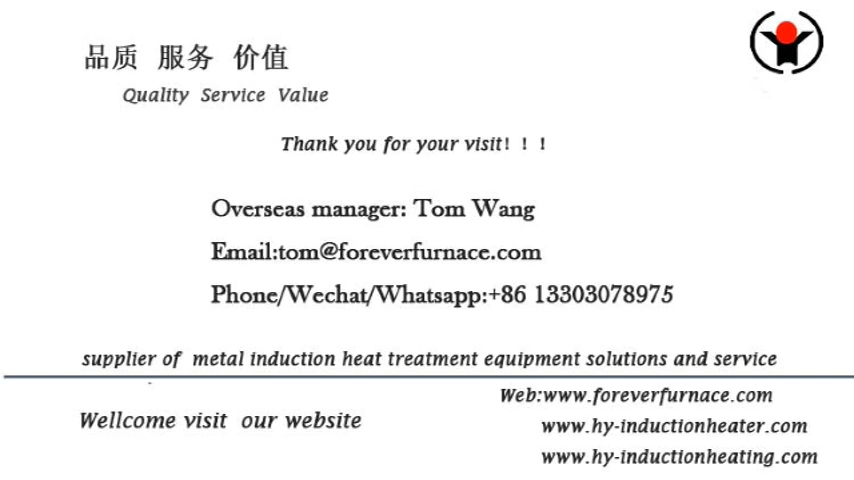 品质 服务 价值
Quality Service Value
Thank you for your visit！！！
Overseas manager: Tom Wang
Email:tom@foreverfurnace.com
Phone/Wechat/Whatsapp:+86 13303078975
supplier of metal induction heat treatment equipment solutions and service
Wellcome visit our website
Web:www.foreverfurnace.com
www.hy-inductionheater.com
www.hy-inductionheating.com